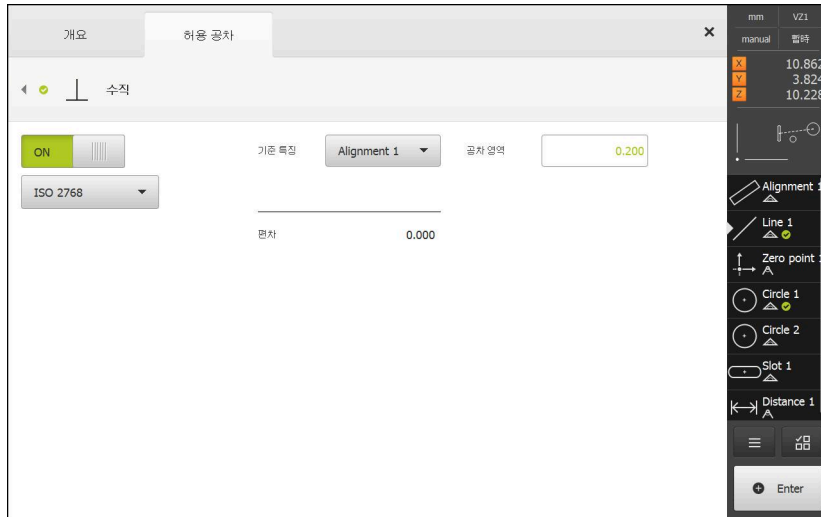 개요
허용 공차
수직
ON
기준 특징
Alignment 1
공차 영역
0.200
ISO 2768
편차
0.000
mm
VZ1
manual
暫時
X
10.862
Y
3.824
Z
10.228
Alignment 1
Line 1
Zero point 1
Circle 1
Circle 2
Slot 1
Distance 1
Enter